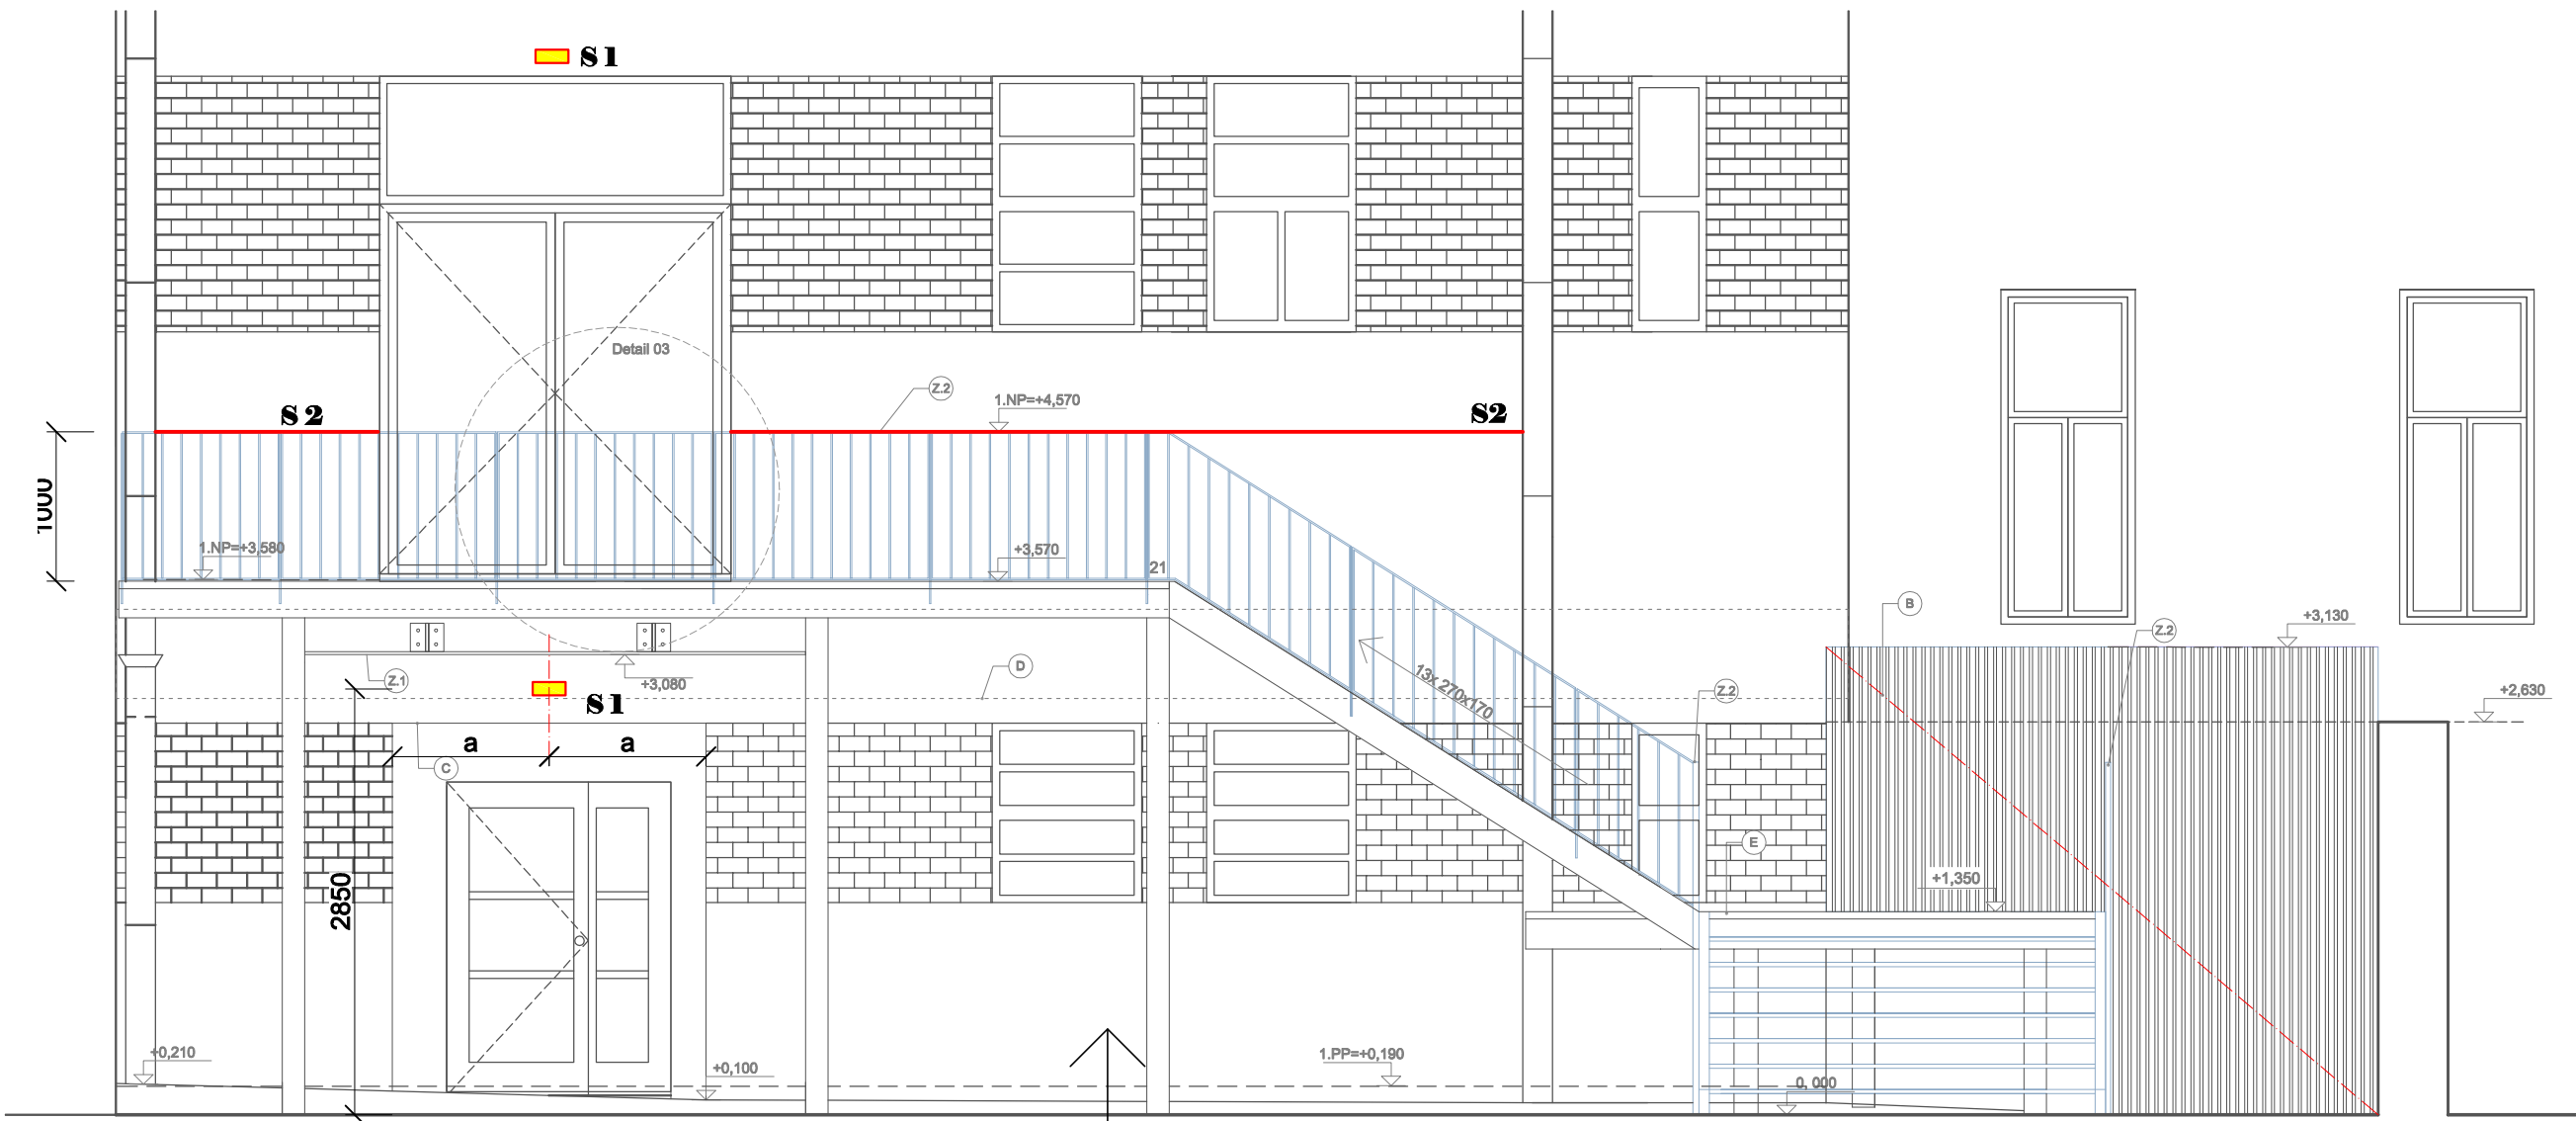 S1
Detail 03
Z.2
1.NP=+4,570
S2
S2
1000
1.NP=+3,580
+3,570
21
B
+3,130
Z.2
Z.1
+3,080
D
13x 270x170
Z.2
+2,630
S1
a
a
C
E
+1,350
2850
+0,210
+0,100
1.PP=+0,190
0,000